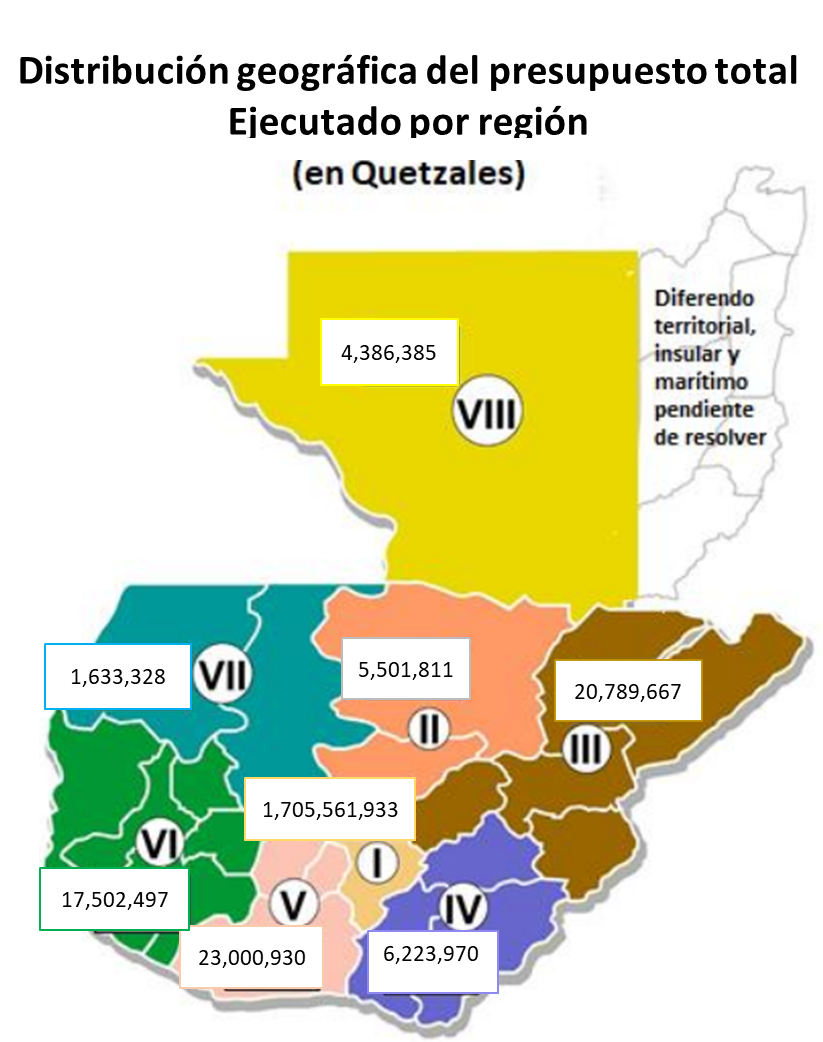 Distribución geográfica del presupuesto total
Ejecutado por región
(en Quetzales)
Diferendo
territorial,
insular y
marítimo
pendiente
de resolver
4,386,385
VIII
1,633,328
VII
5,501,811
II
20,789,667
III
1,705,561,933
I
VI
17,502,497
V
23,000,930
IV
6,223,970